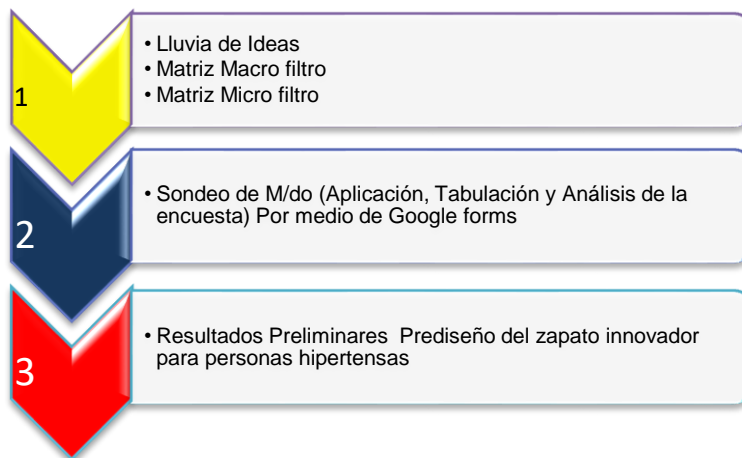 1
• Lluvia de Ideas
• Matriz Macro filtro
• Matriz Micro filtro
2
• Sondeo de M/do (Aplicación, Tabulación y Análisis de la
encuesta) Por medio de Google forms
3
• Resultados Preliminares  Prediseño del zapato innovador
para personas hipertensas